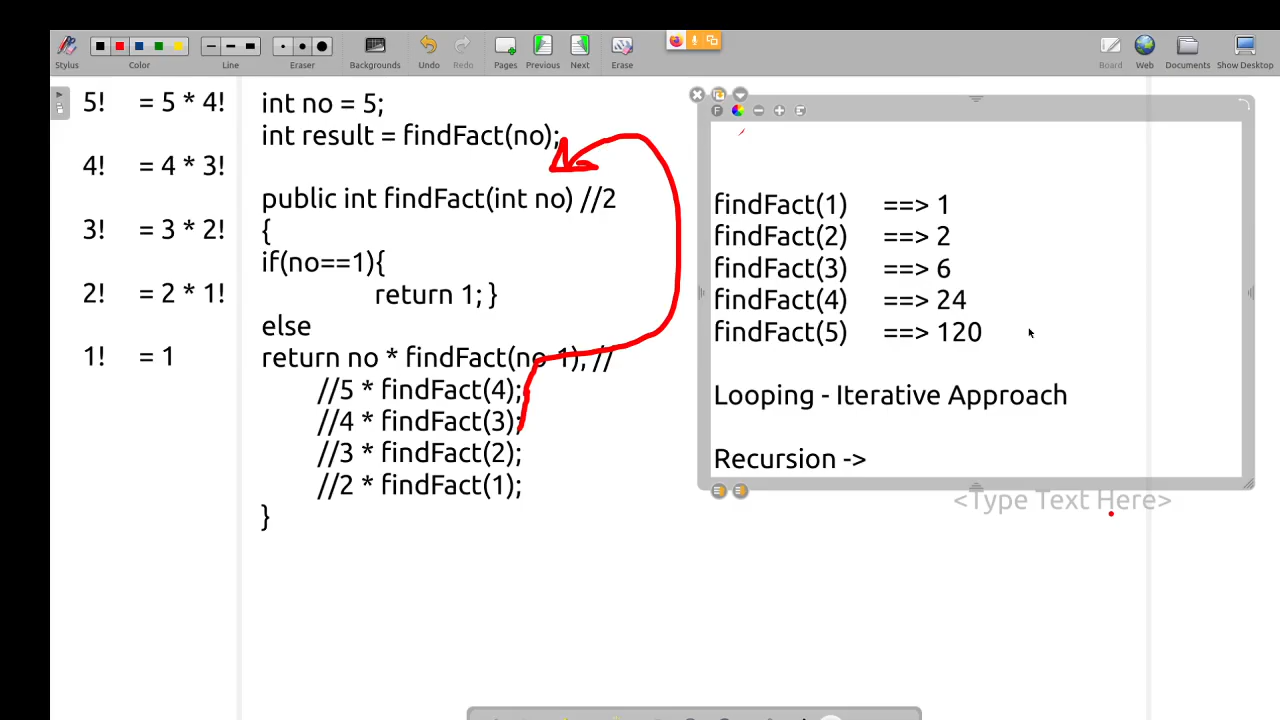 Stylus
Color
Line
Eraser
Backgrounds
Undo
Redo
Pages
Previous
Next
Erase
Board
Web
Documents
Show Desktop
5! = 5 * 4!
4! = 4 * 3!
3! = 3 * 2!
2! = 2 * 1!
1! = 1
int no = 5;
int result = findFact(no);
public int findFact(int no) //2
{
if(no==1){
return 1; }
else
return no * findFact(no-1); //
//5 * findFact(4);
//4 * findFact(3);
//3 * findFact(2);
//2 * findFact(1);
}
F
findFact(1) ==> 1
findFact(2) ==> 2
findFact(3) ==> 6
findFact(4) ==> 24
findFact(5) ==> 120
Looping - Iterative Approach
Recursion ->
<Type Text Here>